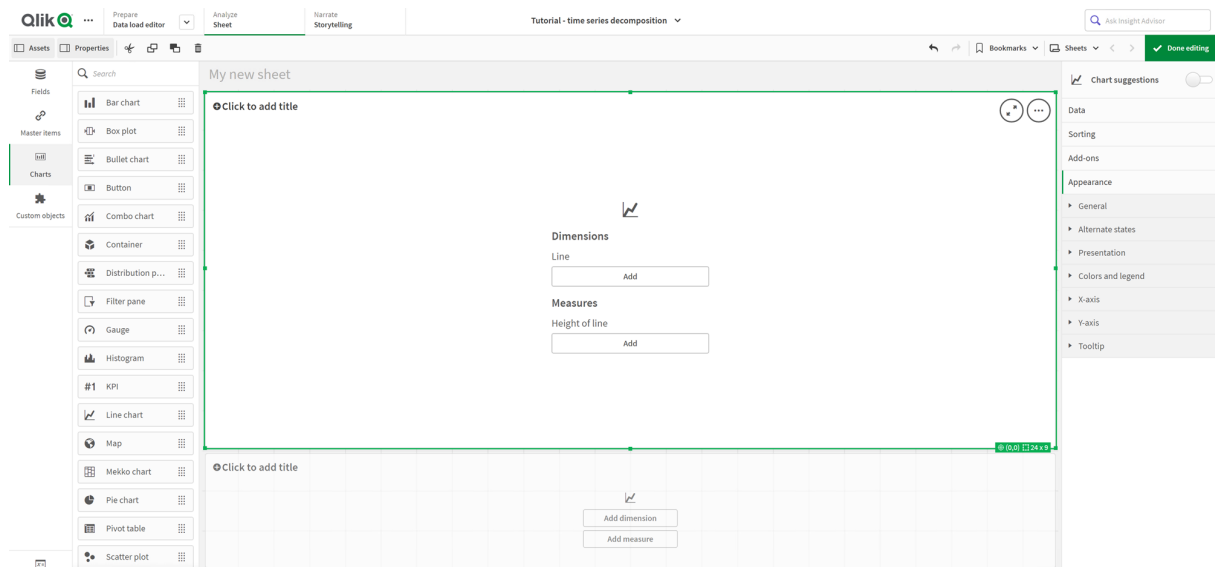 Qlik Q
Prepare
Data load editor
Analyze
Sheet
Narrate
Storytelling
Tutorial - time series decomposition
Ask Insight Advisor
Assets
Properties
Bookmarks
Sheets
Done editing
Fields
Master items
Charts
Custom objects
Search
Bar chart
Box plot
Bullet chart
Button
Combo chart
Container
Distribution p...
Filter pane
Gauge
Histogram
#1 KPI
Line chart
Map
Mekko chart
Pie chart
Pivot table
Scatter plot
My new sheet
Click to add title
Dimensions
Line
Add
Measures
Height of line
Add
(0,0) 24 x 9
Click to add title
Add dimension
Add measure
Chart suggestions
Data
Sorting
Add-ons
Appearance
General
Alternate states
Presentation
Colors and legend
X-axis
Y-axis
Tooltip